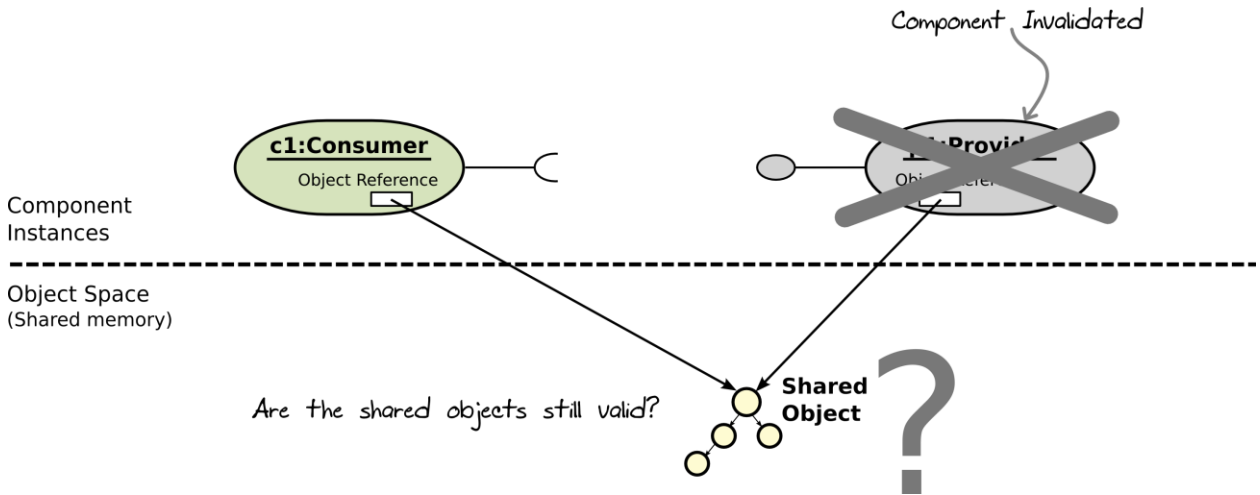 Component Invalidated
c1:Consumer
Object Reference
Component
Instances
Object Space
(Shared memory)
Are the shared objects still valid?
Shared
Object
?